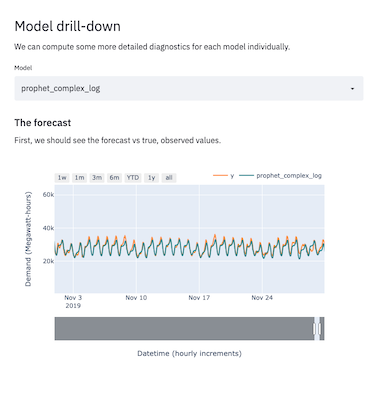 Model drill-down
We can compute some more detailed diagnostics for each model individually.
Model
prophet_complex_log
The forecast
First, we should see the forecast vs true, observed values.
1w 1m 3m 6m YTD 1y all
y prophet_complex_log
Demand (Megawatt-hours)
60k
40k
20k
Nov 3 Nov 10 Nov 17 Nov 24
2019
Datetime (hourly increments)